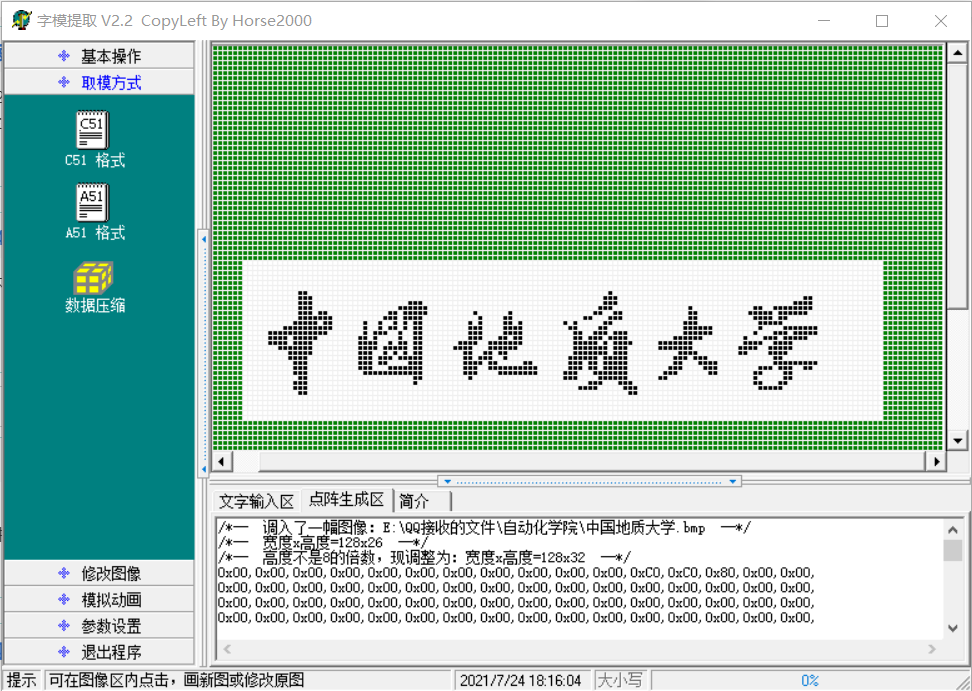 字模提取 V2.2 CopyLeft By Horse2000
基本操作
取模方式
C51
C51 格式
A51
A51 格式
数据压缩
修改图像
模拟动画
参数设置
退出程序
中国地质大学
文字输入区 点阵生成区 简介
/*— 调入了一幅图像：E:\QQ接收的文件\自动化学院\中国地质大学.bmp —*/
/*— 宽度x高度=128x26 —*/
/*— 高度不是8的倍数，现调整为：宽度x高度=128x32 —*/
0x00,0x00,0x00,0x00,0x00,0x00,0x00,0x00,0x00,0x00,0x00,0xC0,0xC0,0x80,0x00,0x00,
0x00,0x00,0x00,0x00,0x00,0x00,0x00,0x00,0x00,0x00,0x00,0x00,0x00,0x00,0x00,0x00,
0x00,0x00,0x00,0x00,0x00,0x00,0x00,0x00,0x00,0x00,0x00,0x00,0x00,0x00,0x00,0x00,
0x00,0x00,0x00,0x00,0x00,0x00,0x00,0x00,0x00,0x00,0x00,0x00,0x00,0x00,0x00,0x00,
提示 可在图像区内点击，画新图或修改原图 2021/7/24 18:16:04 大小写 0%